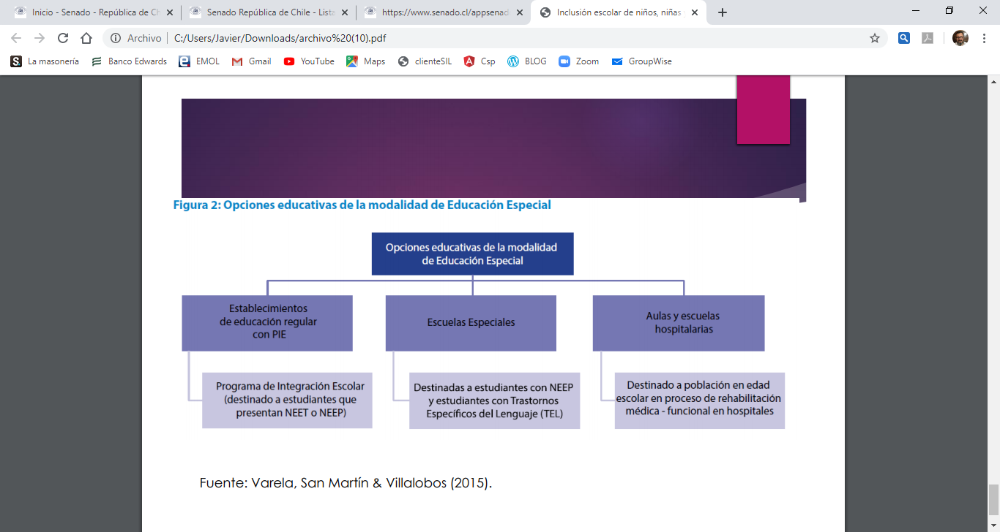 Inicio - Senado - República de Ch
Senado República de Chile - Lista
https://www.senado.cl/appsenad
Inclusión escolar de niños, niñas
Archivo
C:/Users/Javier/Downloads/archivo%20(10).pdf
La masonería
Banco Edwards
EMOL
Gmail
YouTube
Maps
clienteSIL
Csp
BLOG
Zoom
GroupWise
Figura 2: Opciones educativas de la modalidad de Educación Especial
Opciones educativas de la modalidad
de Educación Especial
Establecimientos
de educación regular
con PIE
Escuelas Especiales
Aulas y escuelas
hospitalarias
Programa de Integración Escolar
(destinado a estudiantes que
presentan NEET o NEEP)
Destinadas a estudiantes con NEEP
y estudiantes con Trastornos
Específicos del Lenguaje (TEL)
Destinado a población en edad
escolar en proceso de rehabilitación
médica - funcional en hospitales
Fuente: Varela, San Martín & Villalobos (2015).